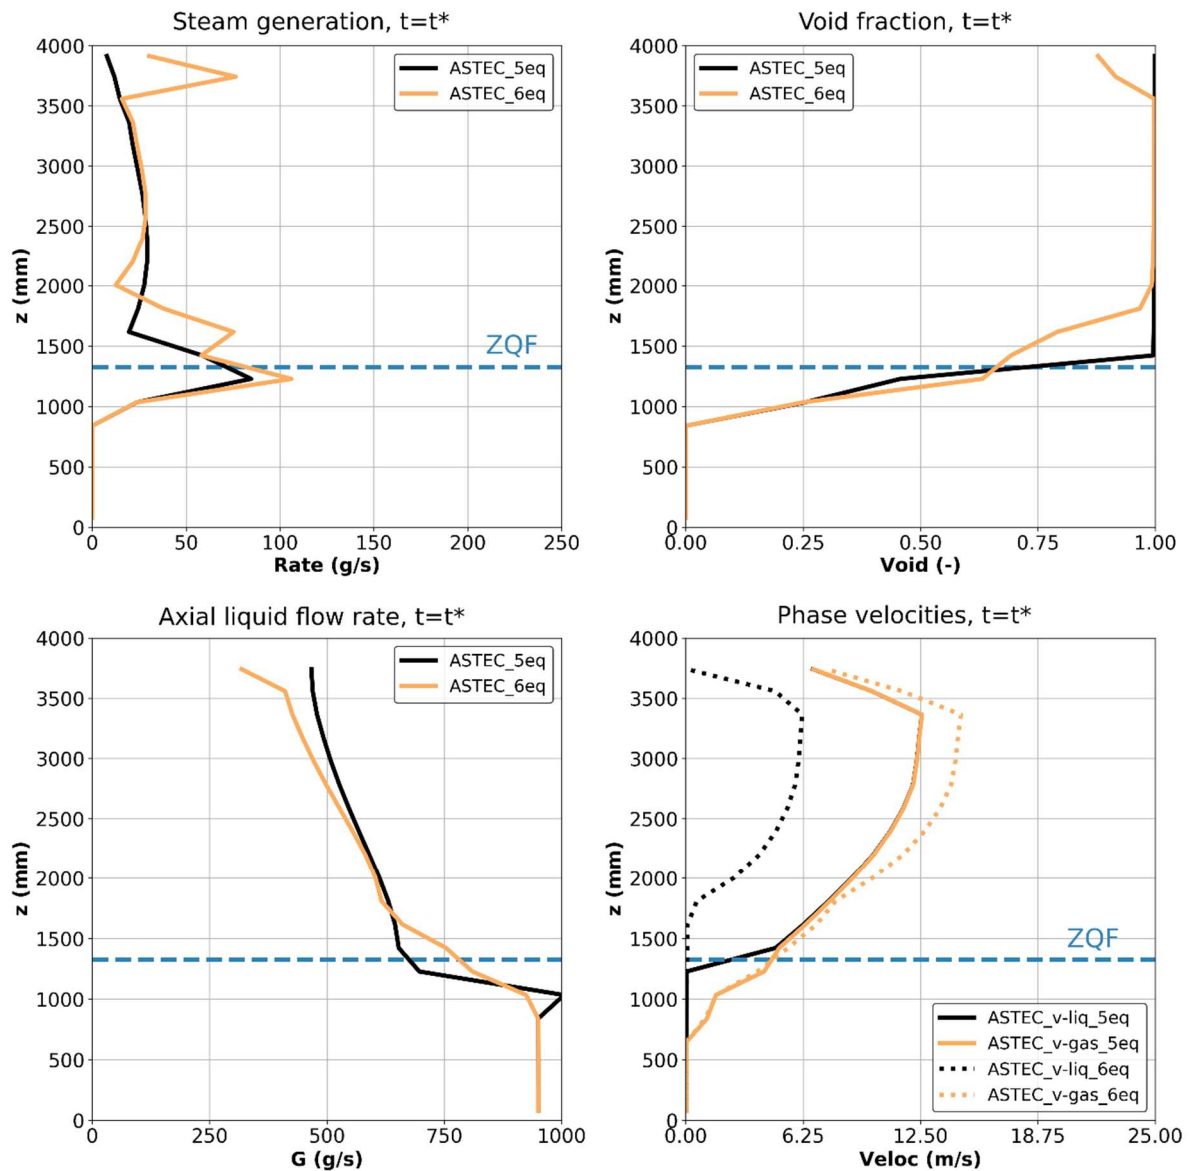 Steam generation, t=t*
ASTEC_5eq
ASTEC_6eq
ZQF
4000
3500
3000
2500
2000
1500
1000
500
0
z (mm)
0 50 100 150 200 250
Rate (g/s)
Void fraction, t=t*
ASTEC_5eq
ASTEC_6eq
4000
3500
3000
2500
2000
1500
1000
500
0
z (mm)
0.00 0.25 0.50 0.75 1.00
Void (-)
Axial liquid flow rate, t=t*
ASTEC_5eq
ASTEC_6eq
4000
3500
3000
2500
2000
1500
1000
500
0
z (mm)
0 250 500 750 1000
G (g/s)
Phase velocities, t=t*
ZQF
ASTEC_v-liq_5eq
ASTEC_v-gas_5eq
ASTEC_v-liq_6eq
ASTEC_v-gas_6eq
4000
3500
3000
2500
2000
1500
1000
500
0
z (mm)
0.00 6.25 12.50 18.75 25.00
Veloc (m/s)